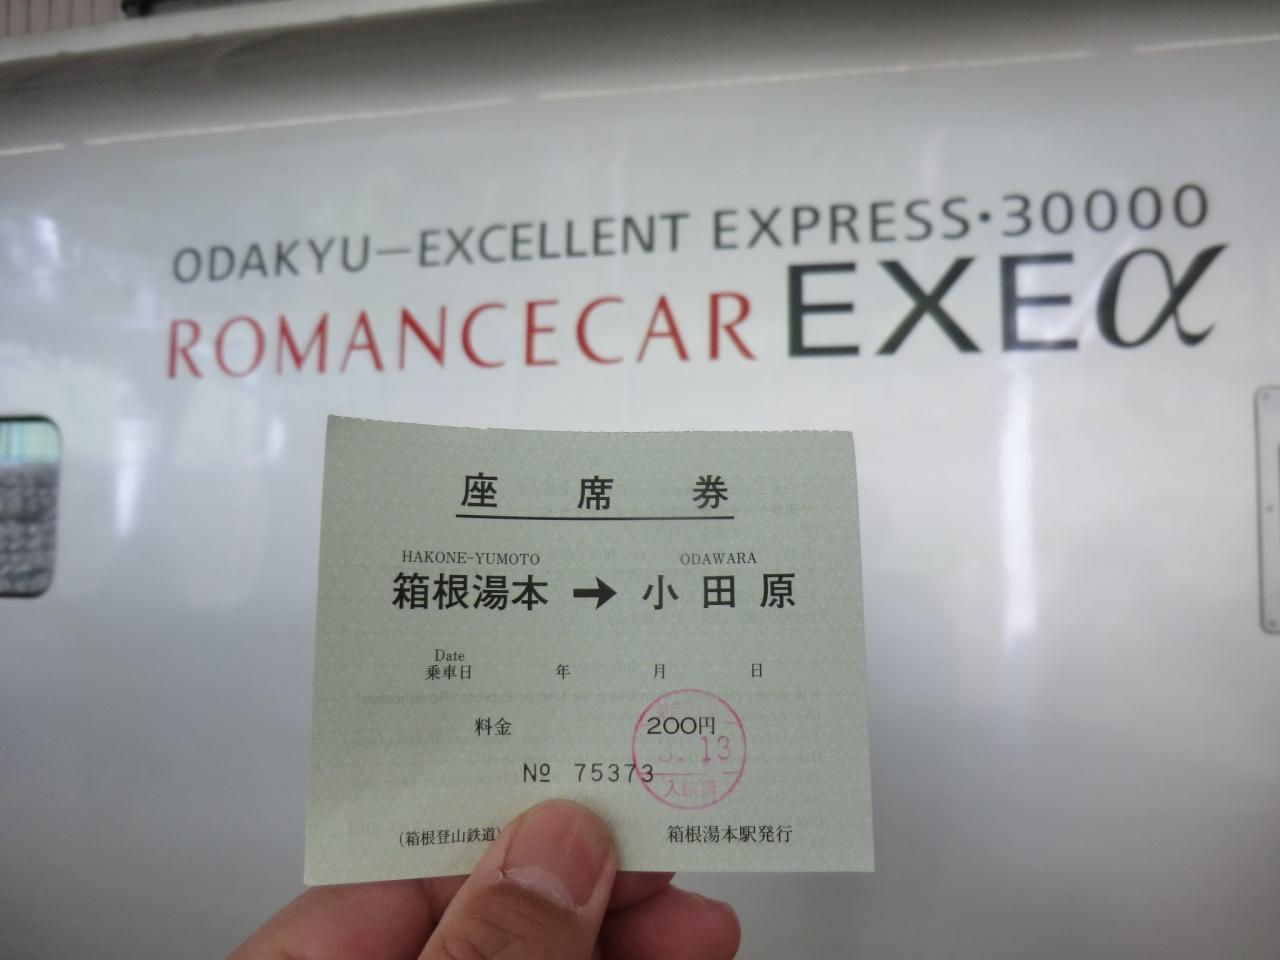 ODAKYU—EXCELLENT EXPRESS・30000
ROMANCECAR EXEα
座席券
HAKONE-YUMOTO ODAWARA
箱根湯本 → 小田原
Date
乗車日 年 月 日
料金 200円
13
№ 75373
入鋏済
(箱根登山鉄道) 箱根湯本駅発行